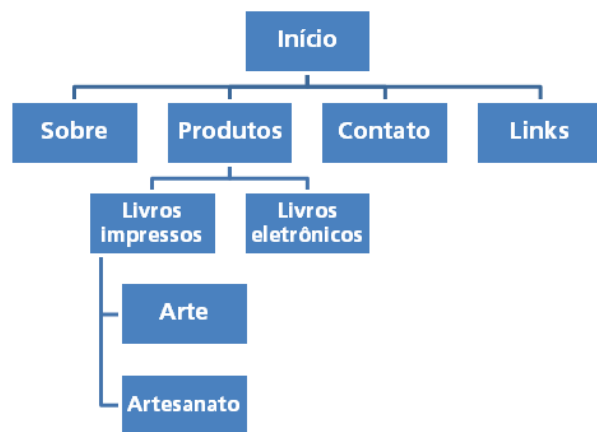 Início
Sobre
Produtos
Contato
Links
Livros
impressos
Livros
eletrônicos
Arte
Artesanato